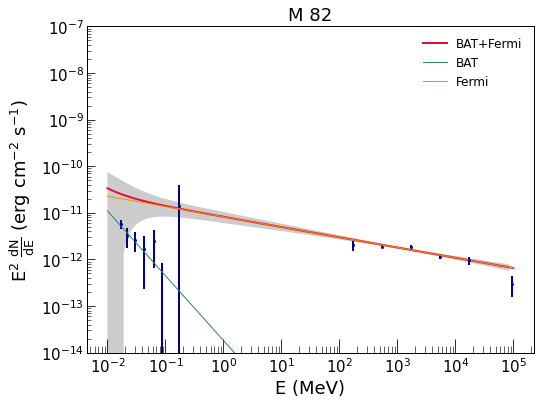 M 82
10⁻⁷
10⁻⁸
10⁻⁹
10⁻¹⁰
10⁻¹¹
10⁻¹²
10⁻¹³
10⁻¹⁴
E² dN/dE (erg cm⁻² s⁻¹)
BAT+Fermi
BAT
Fermi
10⁻² 10⁻¹ 10⁰ 10¹ 10² 10³ 10⁴ 10⁵
E (MeV)